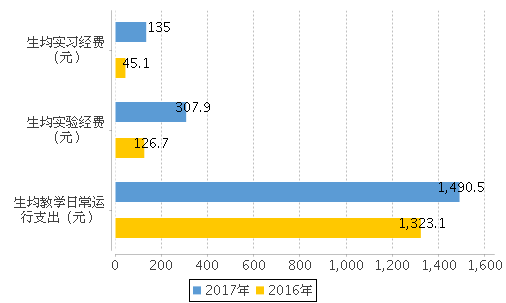 生均实习经费
（元）
135
45.1
生均实验经费
（元）
307.9
126.7
生均教学日常运
行支出（元）
1,490.5
1,323.1
0 200 400 600 800 1,000 1,200 1,400 1,600
2017年 2016年